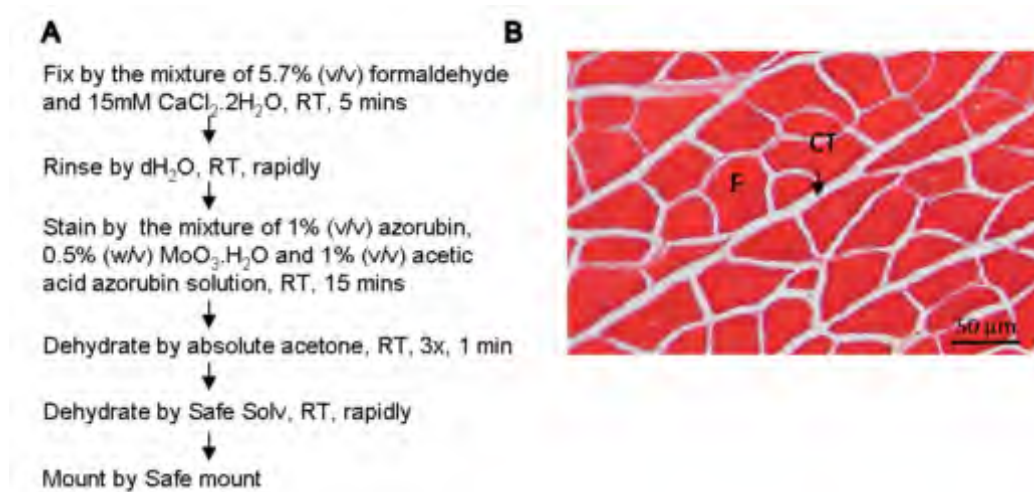 A
Fix by the mixture of 5.7% (v/v) formaldehyde
and 15mM CaCl₂.2H₂O, RT, 5 mins
Rinse by dH₂O, RT, rapidly
Stain by the mixture of 1% (v/v) azorubin,
0.5% (w/v) MoO₃.H₂O and 1% (v/v) acetic
acid azorubin solution, RT, 15 mins
Dehydrate by absolute acetone, RT, 3x, 1 min
Dehydrate by Safe Solv, RT, rapidly
Mount by Safe mount
B
CT
F
50 µm